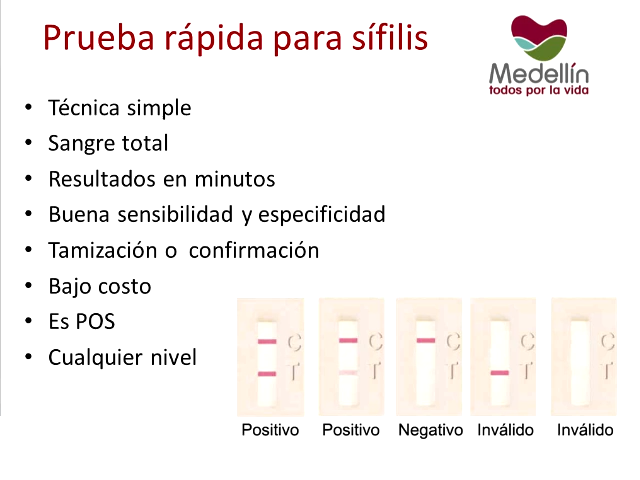 Prueba rápida para sífilis
Medellín
todos por la vida
• Técnica simple
• Sangre total
• Resultados en minutos
• Buena sensibilidad y especificidad
• Tamización o confirmación
• Bajo costo
• Es POS
• Cualquier nivel
C C C C C
T T T T T
Positivo Positivo Negativo Inválido Inválido